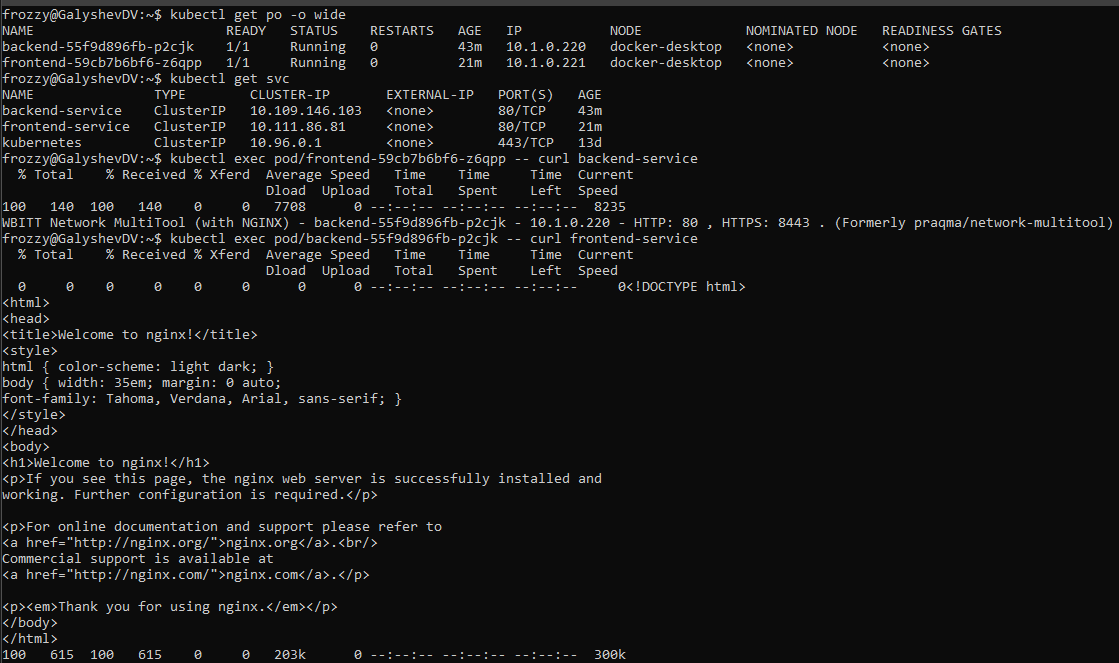 frozzy@GalyshevDV:~$ kubectl get po -o wide
NAME                        READY   STATUS    RESTARTS   AGE   IP           NODE             NOMINATED NODE   READINESS GATES
backend-55f9d896fb-p2cjk    1/1     Running   0          43m   10.1.0.220   docker-desktop   <none>           <none>
frontend-59cb7b6bf6-z6qpp   1/1     Running   0          21m   10.1.0.221   docker-desktop   <none>           <none>
frozzy@GalyshevDV:~$ kubectl get svc
NAME               TYPE        CLUSTER-IP       EXTERNAL-IP   PORT(S)   AGE
backend-service    ClusterIP   10.109.146.103   <none>        80/TCP    43m
frontend-service   ClusterIP   10.111.86.81     <none>        80/TCP    21m
kubernetes         ClusterIP   10.96.0.1        <none>        443/TCP   13d
frozzy@GalyshevDV:~$ kubectl exec pod/frontend-59cb7b6bf6-z6qpp -- curl backend-service
  % Total    % Received % Xferd  Average Speed   Time    Time     Time  Current
                                 Dload  Upload   Total   Spent    Left  Speed
100   140  100   140    0     0   7708      0 --:--:-- --:--:-- --:--:--  8235
WBITT Network MultiTool (with NGINX) - backend-55f9d896fb-p2cjk - 10.1.0.220 - HTTP: 80 , HTTPS: 8443 . (Formerly praqma/network-multitool)
frozzy@GalyshevDV:~$ kubectl exec pod/backend-55f9d896fb-p2cjk -- curl frontend-service
  % Total    % Received % Xferd  Average Speed   Time    Time     Time  Current
                                 Dload  Upload   Total   Spent    Left  Speed
  0     0    0     0    0     0      0      0 --:--:-- --:--:-- --:--:--     0<!DOCTYPE html>
<html>
<head>
<title>Welcome to nginx!</title>
<style>
html { color-scheme: light dark; }
body { width: 35em; margin: 0 auto;
font-family: Tahoma, Verdana, Arial, sans-serif; }
</style>
</head>
<body>
<h1>Welcome to nginx!</h1>
<p>If you see this page, the nginx web server is successfully installed and
working. Further configuration is required.</p>

<p>For online documentation and support please refer to
<a href="http://nginx.org/">nginx.org</a>.<br/>
Commercial support is available at
<a href="http://nginx.com/">nginx.com</a>.</p>

<p><em>Thank you for using nginx.</em></p>
</body>
</html>
100   615  100   615    0     0   203k      0 --:--:-- --:--:-- --:--:--  300k